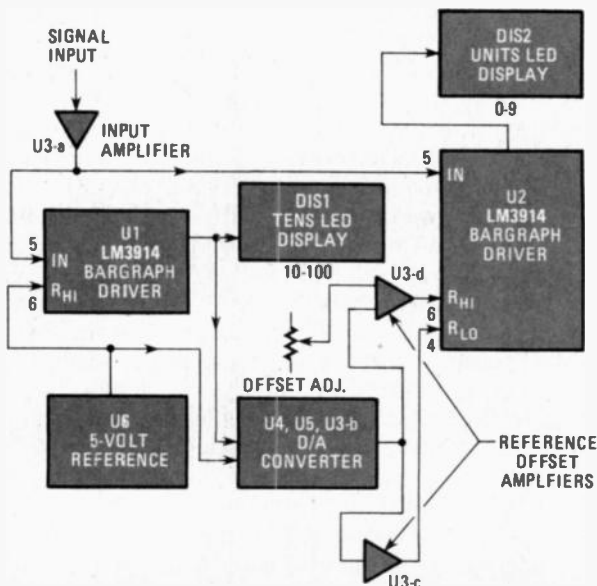 SIGNAL
INPUT
U3-a
INPUT
AMPLIFIER
DIS2
UNITS LED
DISPLAY
0-9
5
IN
U2
LM3914
BARGRAPH
DRIVER
RHI
6
RLO
4
U1
LM3914
BARGRAPH
DRIVER
5
IN
RHI
6
DIS1
TENS LED
DISPLAY
10-100
U3-d
OFFSET ADJ.
U6
5-VOLT
REFERENCE
U4, U5, U3-b
D/A
CONVERTER
REFERENCE
OFFSET
AMPLFIERS
U3-c